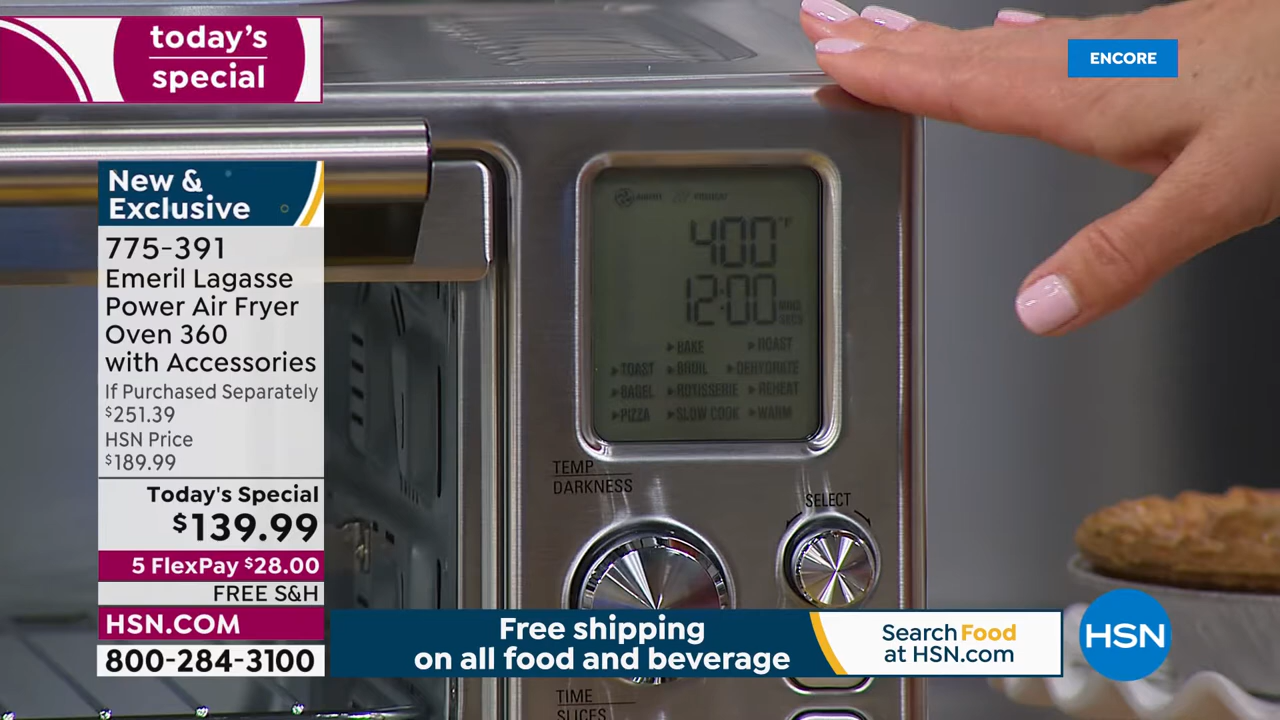 today's
special
ENCORE
New &
Exclusive
775-391
Emeril Lagasse
Power Air Fryer
Oven 360
with Accessories
If Purchased Separately
$251.39
HSN Price
$189.99
Today's Special
$139.99
5 FlexPay $28.00
FREE S&H
HSN.COM
800-284-3100
400°F
12:00 MINS
SECS
BAKE ROAST
TOAST BROIL DEHYDRATE
BAGEL ROTISSERIE REHEAT
PIZZA SLOW COOK WARM
TEMP
DARKNESS
SELECT
TIME
SLICES
Free shipping
on all food and beverage
Search Food
at HSN.com
HSN